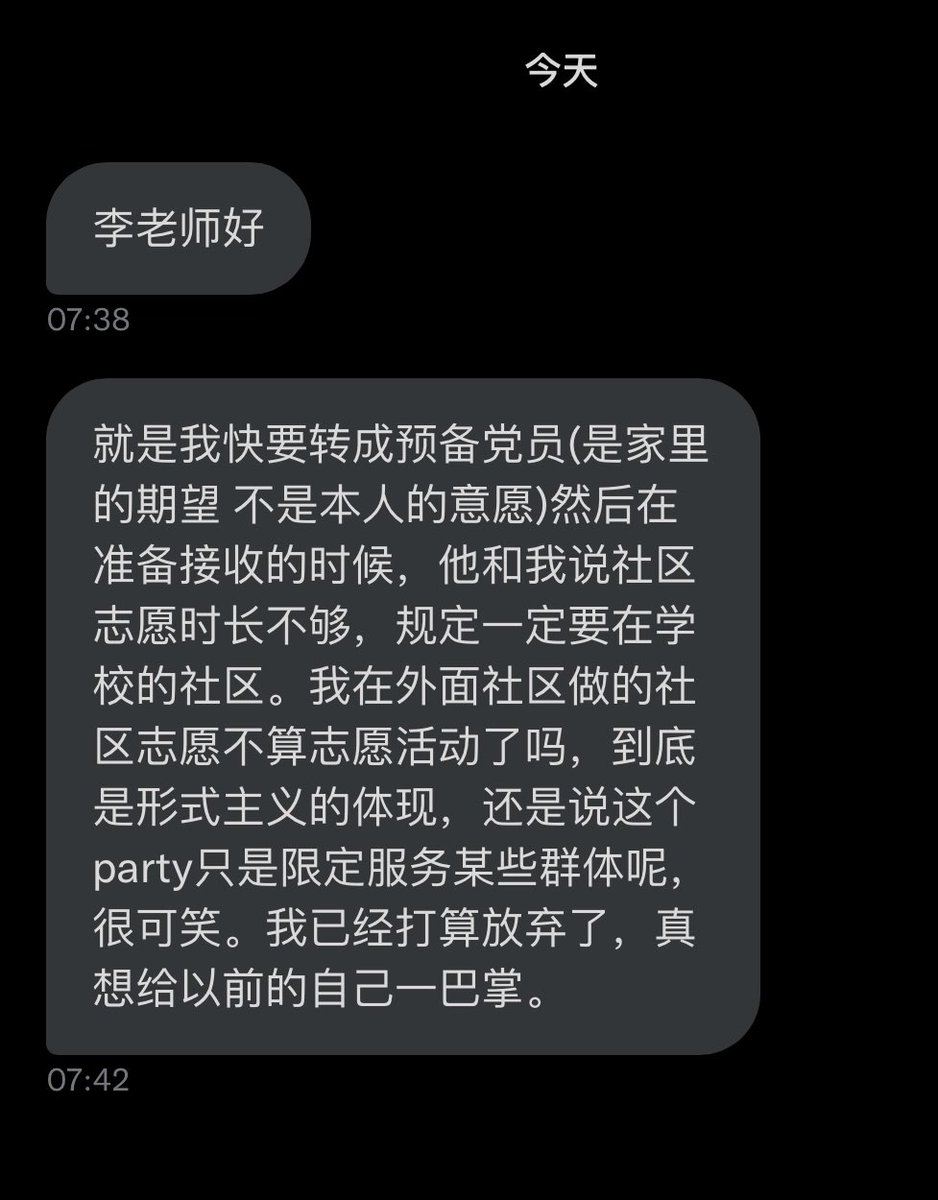 今天
李老师好
07:38
就是我快要转成预备党员(是家里
的期望 不是本人的意愿)然后在
准备接收的时候，他和我说社区
志愿时长不够，规定一定要在学
校的社区。我在外面社区做的社
区志愿不算志愿活动了吗，到底
是形式主义的体现，还是说这个
party只是限定服务某些群体呢，
很可笑。我已经打算放弃了，真
想给以前的自己一巴掌。
07:42